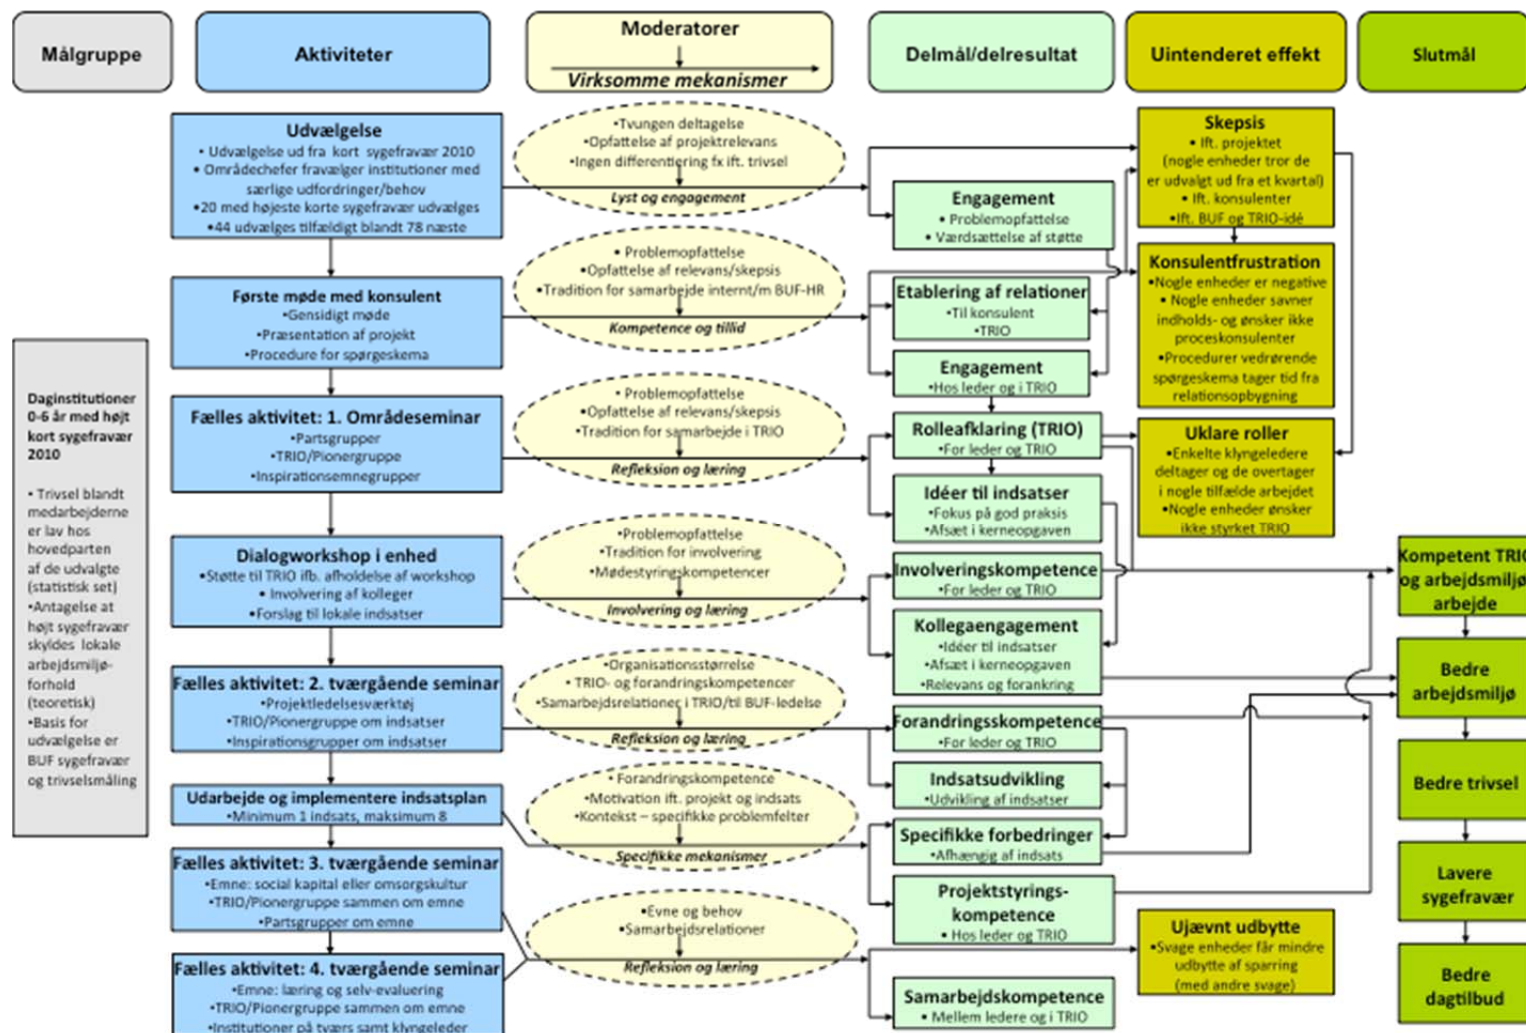 Målgruppe
Aktiviteter
Moderatorer
Virksomme mekanismer
Delmål/delresultat
Uintenderet effekt
Slutmål
Daginstitutioner
0-6 år med højt
kort sygefravær
2010
• Trivsel blandt
medarbejderne
er lav hos
hovedparten
af de udvalgte
(statistisk set)
•Antagelse at
højt sygefravær
skyldes lokale
arbejdsmiljø-
forhold
(teoretisk)
•Basis for
udvælgelse er
BUF sygefravær
og trivselsmåling
Udvælgelse
• Udvælgelse ud fra kort sygefravær 2010
• Områdechefer fravælger institutioner med
særlige udfordringer/behov
•20 med højeste korte sygefravær udvælges
•44 udvælges tilfældigt blandt 78 næste
Første møde med konsulent
•Gensidigt møde
•Præsentation af projekt
•Procedure for spørgeskema
Fælles aktivitet: 1. Områdeseminar
•Partsgrupper
•TRIO/Pionergruppe
•Inspirationsemnegrupper
Dialogworkshop i enhed
•Støtte til TRIO ifb. afholdelse af workshop
• Involvering af kolleger
•Forslag til lokale indsatser
Fælles aktivitet: 2. tværgående seminar
•Projektledelsesværktøj
•TRIO/Pionergruppe om indsatser
•Inspirationsgrupper om indsatser
Udarbejde og implementere indsatsplan
•Minimum 1 indsats, maksimum 8
Fælles aktivitet: 3. tværgående seminar
•Emne: social kapital eller omsorgskultur
•TRIO/Pionergruppe sammen om emne
•Partsgrupper om emne
Fælles aktivitet: 4. tværgående seminar
•Emne: læring og selv-evaluering
•TRIO/Pionergruppe sammen om emne
•Institutioner på tværs samt klyngeleder
•Tvungen deltagelse
•Opfattelse af projektrelevans
•Ingen differentiering fx ift. trivsel
Lyst og engagement
• Problemopfattelse
•Opfattelse af relevans/skepsis
•Tradition for samarbejde internt/m BUF-HR
Kompetence og tillid
•Problemopfattelse
•Opfattelse af relevans/skepsis
•Tradition for samarbejde i TRIO
Refleksion og læring
•Problemopfattelse
•Tradition for involvering
•Mødestyringskompetencer
Involvering og læring
•Organisationsstørrelse
• TRIO- og forandringskompetencer
•Samarbejdsrelationer i TRIO/til BUF-ledelse
Refleksion og læring
• Forandringskompetence
•Motivation ift. projekt og indsats
•Kontekst – specifikke problemfelter
Specifikke mekanismer
•Evne og behov
•Samarbejdsrelationer
Refleksion og læring
Engagement
• Problemopfattelse
• Værdsættelse af støtte
Etablering af relationer
•Til konsulent
•TRIO
Engagement
•Hos leder og i TRIO
Rolleafklaring (TRIO)
•For leder og TRIO
Idéer til indsatser
•Fokus på god praksis
•Afsæt i kerneopgaven
Involveringskompetence
•For leder og TRIO
Kollegaengagement
•Idéer til indsatser
•Afsæt i kerneopgaven
•Relevans og forankring
Forandringsskompetence
•For leder og TRIO
Indsatsudvikling
•Udvikling af indsatser
Specifikke forbedringer
•Afhængig af indsats
Projektstyrings-
kompetence
• Hos leder og TRIO
Samarbejdskompetence
• Mellem ledere og i TRIO
Skepsis
• Ift. projektet
(nogle enheder tror de
er udvalgt ud fra et kvartal)
• Ift. konsulenter
•Ift. BUF og TRIO-idé
Konsulentfrustration
•Nogle enheder er negative
• Nogle enheder savner
indholds- og ønsker ikke
proceskonsulenter
•Procedurer vedrørende
spørgeskema tager tid fra
relationsopbygning
Uklare roller
•Enkelte klyngeledere
deltager og de overtager
i nogle tilfælde arbejdet
•Nogle enheder ønsker
ikke styrket TRIO
Ujævnt udbytte
•Svage enheder får mindre
udbytte af sparring
(med andre svage)
Kompetent TRIO
og arbejdsmiljø
arbejde
Bedre
arbejdsmiljø
Bedre trivsel
Lavere
sygefravær
Bedre
dagtilbud